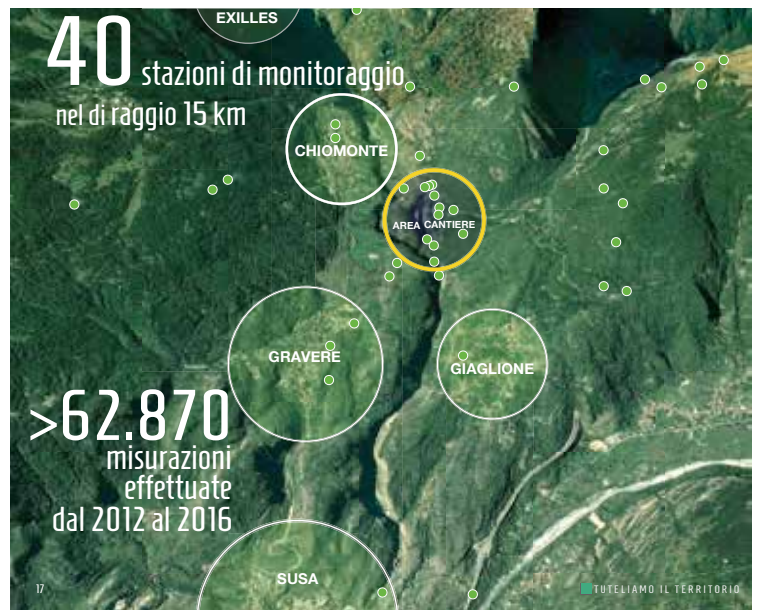 EXILLES
40 stazioni di monitoraggio
nel di raggio 15 km
CHIOMONTE
AREA CANTIERE
GRAVERE
GIAGLIONE
>62.870
misurazioni
effettuate
dal 2012 al 2016
SUSA
17
TUTELIAMO IL TERRITORIO